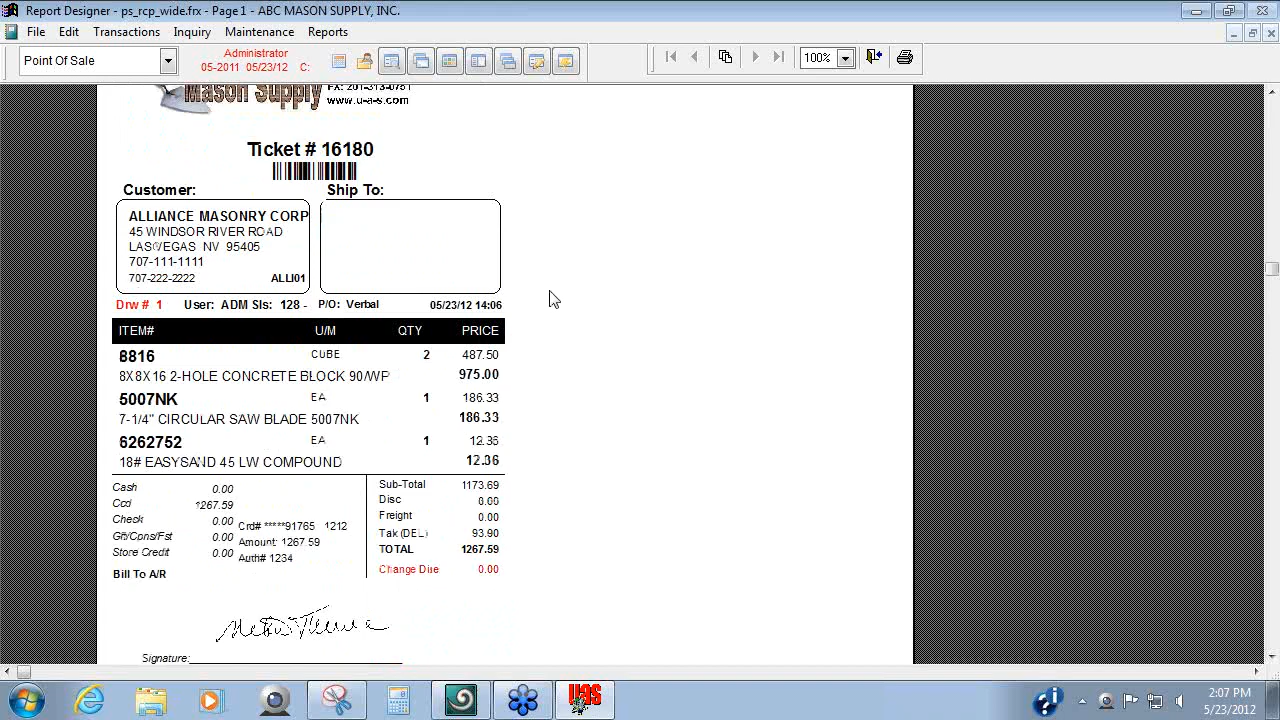 Report Designer - ps_rcp_wide.frx - Page 1 - ABC MASON SUPPLY, INC.
File Edit Transactions Inquiry Maintenance Reports
Point Of Sale
Administrator
05-2011 05/23/12 C:
100%
Mason Supply
FX: 201-313-0751
www.u-a-s.com
Ticket # 16180
Customer: Ship To:
ALLIANCE MASONRY CORP
45 WINDSOR RIVER ROAD
LAS VEGAS NV 95405
707-111-1111
707-222-2222 ALLI01
Drw # 1 User: ADM Sls: 128 - P/O: Verbal 05/23/12 14:06
ITEM# U/M QTY PRICE
8816 CUBE 2 487.50
8X8X16 2-HOLE CONCRETE BLOCK 90/WP 975.00
5007NK EA 1 186.33
7-1/4" CIRCULAR SAW BLADE 5007NK 186.33
6262752 EA 1 12.36
18# EASYSAND 45 LW COMPOUND 12.36
Cash 0.00 Sub-Total 1173.69
Ccd 1267.59 Disc 0.00
Check 0.00 Crd# *****91765 1212 Freight 0.00
Gft/Cons/Fst 0.00 Amount: 1267.59 Tax (DEL) 93.90
Store Credit 0.00 Auth# 1234 TOTAL 1267.59
Bill To A/R Change Due 0.00
Signature:
uas
2:07 PM
5/23/2012